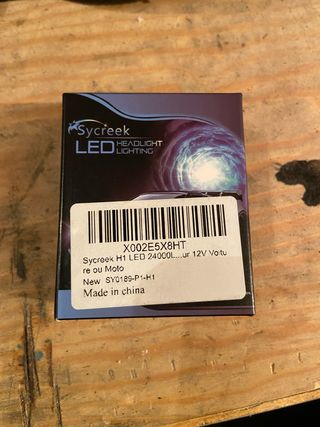 Sycreek
LED HEADLIGHT
LIGHTING
X002E5X8HT
Sycreek H1 LED 24000L...ur 12V Voitu
re ou Moto
New SY0189-P1-H1
Made in china